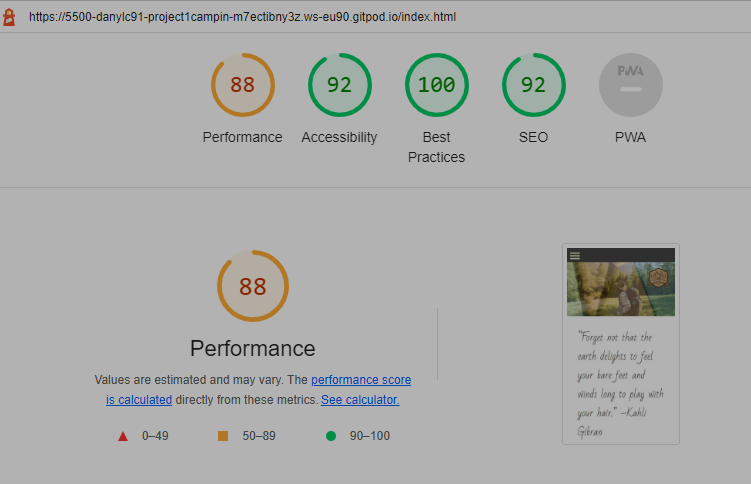 https://5500-danylc91-project1campin-m7ectibny3z.ws-eu90.gitpod.io/index.html
88 92 100 92 PWA
Performance Accessibility Best Practices SEO PWA
88
Performance
Values are estimated and may vary. The performance score
is calculated directly from these metrics. See calculator.
0–49 50–89 90–100
"Forget not that the
earth delights to feel
your bare feet and
winds long to play with
your hair." –Kahli
Gibran